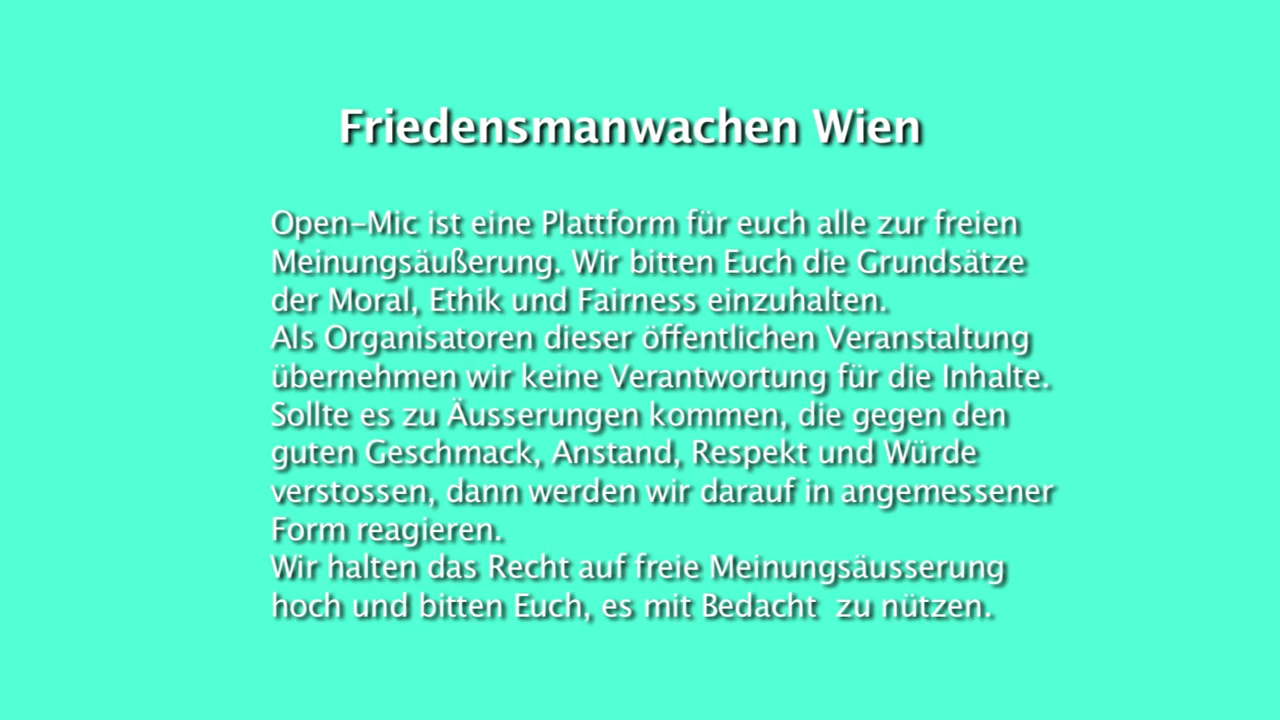 Friedensmanwachen Wien
Open-Mic ist eine Plattform für euch alle zur freien
Meinungsäußerung. Wir bitten Euch die Grundsätze
der Moral, Ethik und Fairness einzuhalten.
Als Organisatoren dieser öffentlichen Veranstaltung
übernehmen wir keine Verantwortung für die Inhalte.
Sollte es zu Äusserungen kommen, die gegen den
guten Geschmack, Anstand, Respekt und Würde
verstossen, dann werden wir darauf in angemessener
Form reagieren.
Wir halten das Recht auf freie Meinungsäusserung
hoch und bitten Euch, es mit Bedacht  zu nützen.